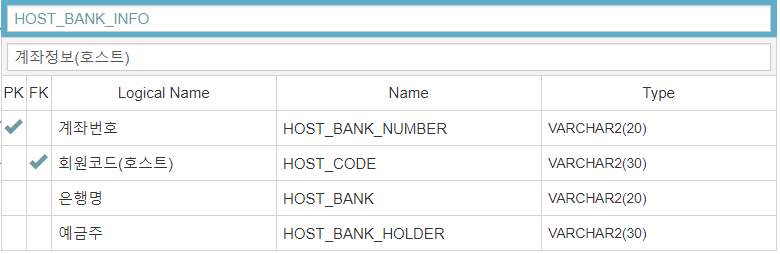 HOST_BANK_INFO
계좌정보(호스트)
PK FK Logical Name Name Type
계좌번호 HOST_BANK_NUMBER VARCHAR2(20)
회원코드(호스트) HOST_CODE VARCHAR2(30)
은행명 HOST_BANK VARCHAR2(20)
예금주 HOST_BANK_HOLDER VARCHAR2(30)